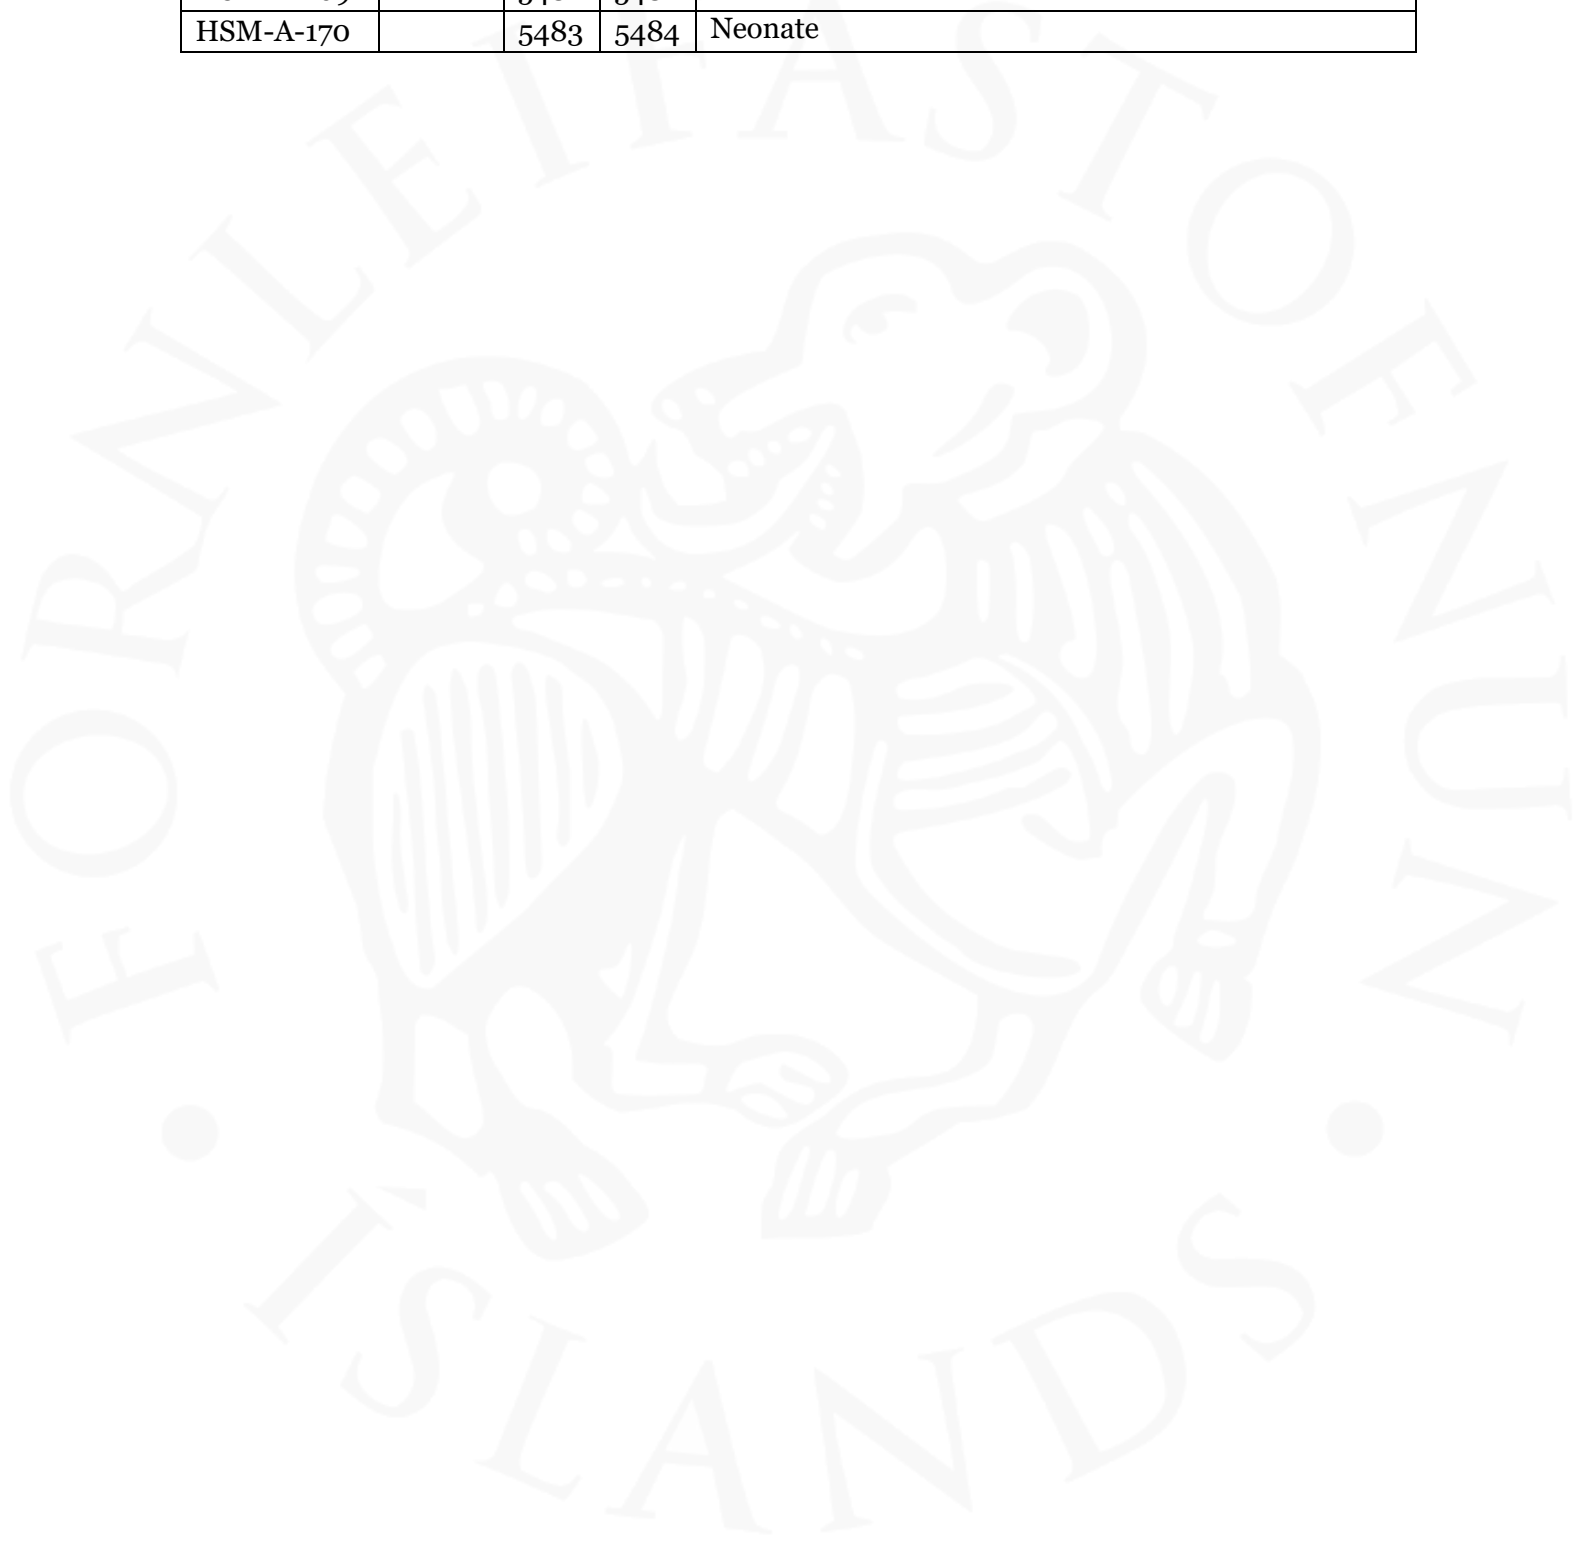 HSM-A-170 5483 5484 Neonate
FORNLEIFASTOFNUN
•
ÍSLANDS
•